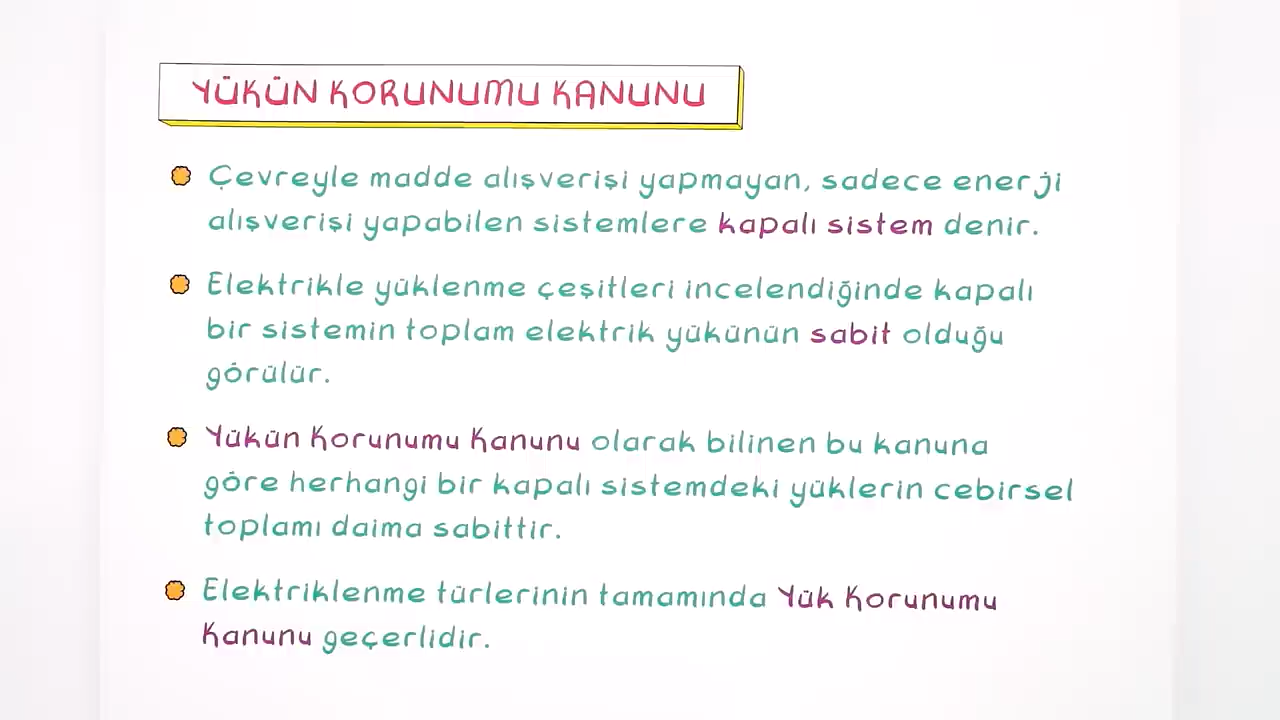 YÜKÜN KORUNUMU KANUNU
Çevreyle madde alışverişi yapmayan, sadece enerji
alışverişi yapabilen sistemlere kapalı sistem denir.
Elektrikle yüklenme çeşitleri incelendiğinde kapalı
bir sistemin toplam elektrik yükünün sabit olduğu
görülür.
Yükün Korunumu Kanunu olarak bilinen bu kanuna
göre herhangi bir kapalı sistemdeki yüklerin cebirsel
toplamı daima sabittir.
Elektriklenme türlerinin tamamında Yük Korunumu
Kanunu geçerlidir.